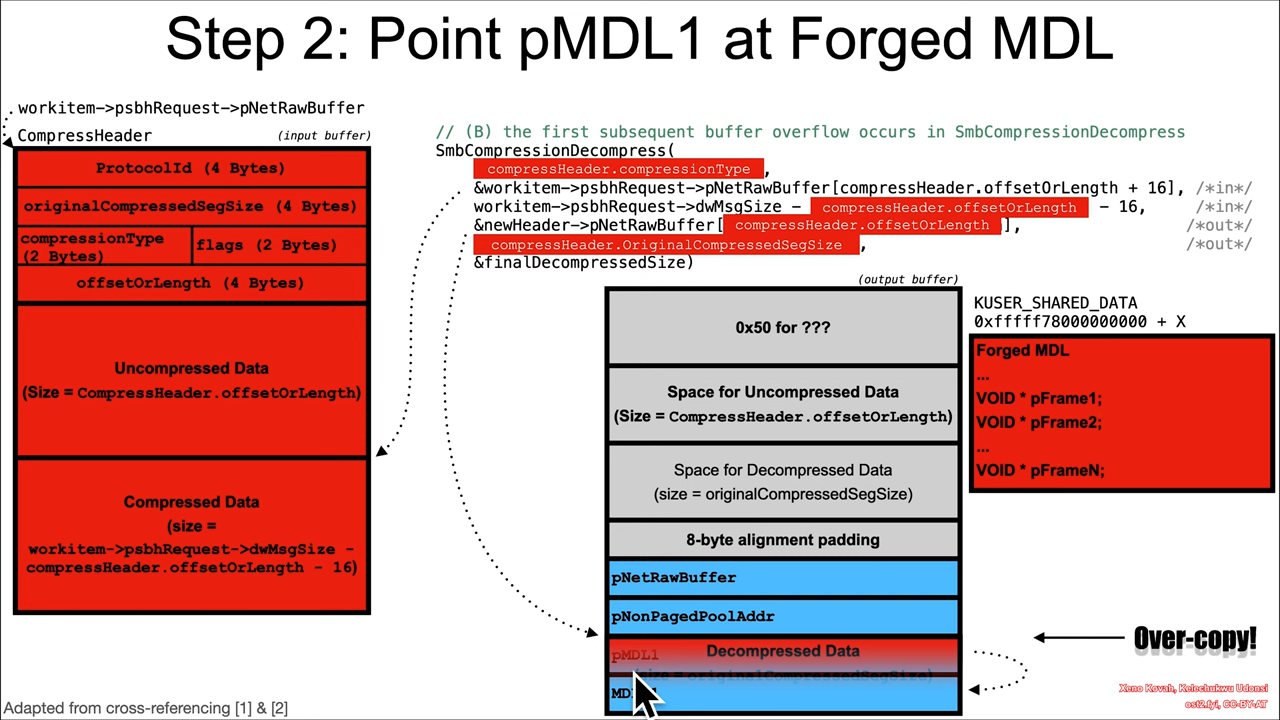 Step 2: Point pMDL1 at Forged MDL
workitem->psbhRequest->pNetRawBuffer
CompressHeader
(input buffer)
ProtocolId (4 Bytes)
originalCompressedSegSize (4 Bytes)
compressionType
(2 Bytes)
flags (2 Bytes)
offsetOrLength (4 Bytes)
Uncompressed Data
(Size = CompressHeader.offsetOrLength)
Compressed Data
(size =
workitem->psbhRequest->dwMsgSize -
compressHeader.offsetOrLength - 16)
// (B) the first subsequent buffer overflow occurs in SmbCompressionDecompress
SmbCompressionDecompress(
compressHeader.compressionType,
&workitem->psbhRequest->pNetRawBuffer[compressHeader.offsetOrLength + 16], /*in*/
workitem->psbhRequest->dwMsgSize - compressHeader.offsetOrLength - 16, /*in*/
&newHeader->pNetRawBuffer[ compressHeader.offsetOrLength ], /*out*/
compressHeader.OriginalCompressedSegSize, /*out*/
&finalDecompressedSize)
(output buffer)
0x50 for ???
Space for Uncompressed Data
(Size = CompressHeader.offsetOrLength)
Space for Decompressed Data
(size = originalCompressedSegSize)
8-byte alignment padding
pNetRawBuffer
pNonPagedPoolAddr
pMDL1
Decompressed Data
(size = originalCompressedSegSize)
KUSER_SHARED_DATA
0xfffff78000000000 + X
Forged MDL
...
VOID * pFrame1;
VOID * pFrame2;
...
VOID * pFrameN;
Over-copy!
Xeno Kovah, Kelechukwu Udonsi
ost2.fyi, CC-BY-AT
Adapted from cross-referencing [1] & [2]